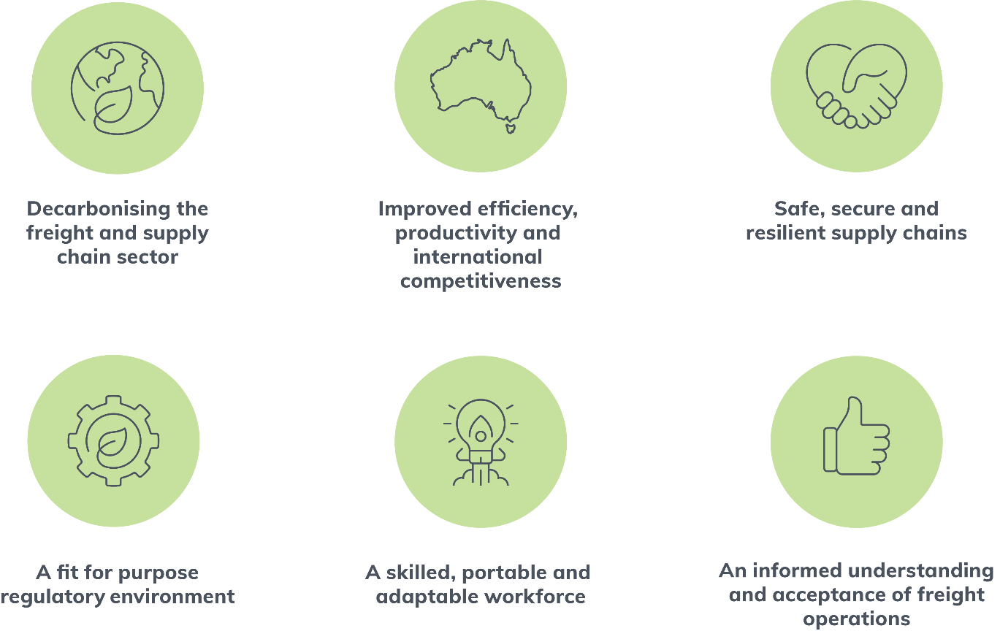 Decarbonising the
freight and supply
chain sector
Improved efficiency,
productivity and
international
competitiveness
Safe, secure and
resilient supply chains
A fit for purpose
regulatory environment
A skilled, portable and
adaptable workforce
An informed understanding
and acceptance of freight
operations